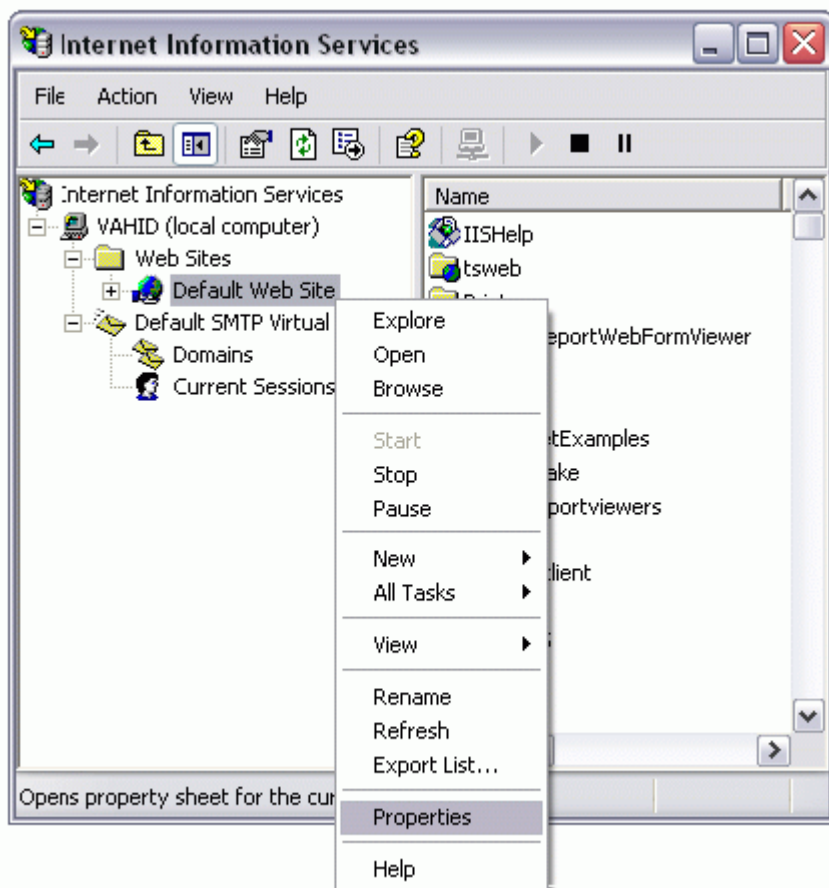 Internet Information Services
File Action View Help
Internet Information Services
VAHID (local computer)
Web Sites
Default Web Site
Default SMTP Virtual
Domains
Current Sessions
Name
IISHelp
tsweb
eportWebFormViewer
tExamples
ake
portviewers
client
Explore
Open
Browse
Start
Stop
Pause
New
All Tasks
View
Rename
Refresh
Export List...
Properties
Help
Opens property sheet for the cur